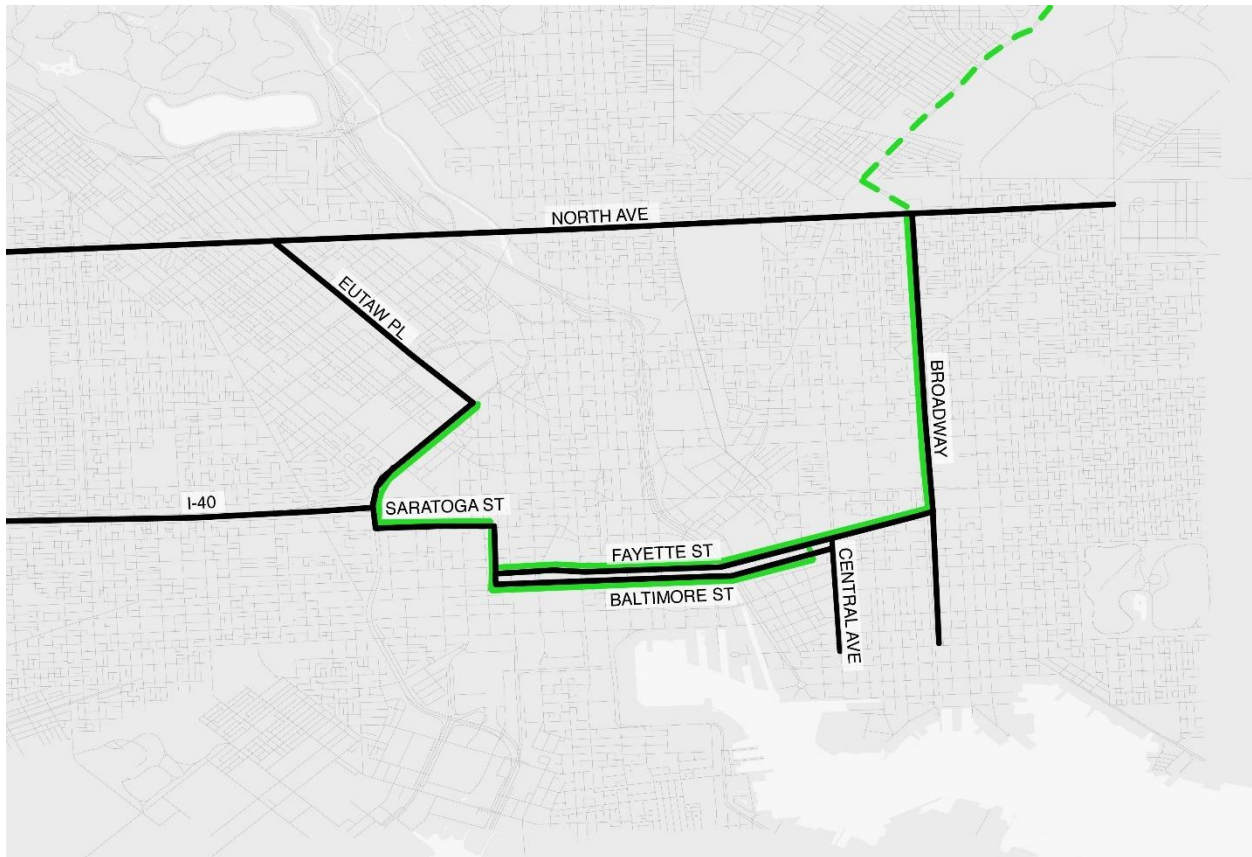 NORTH AVE
EUTAW PL
BROADWAY
I-40
SARATOGA ST
FAYETTE ST
BALTIMORE ST
CENTRAL AVE